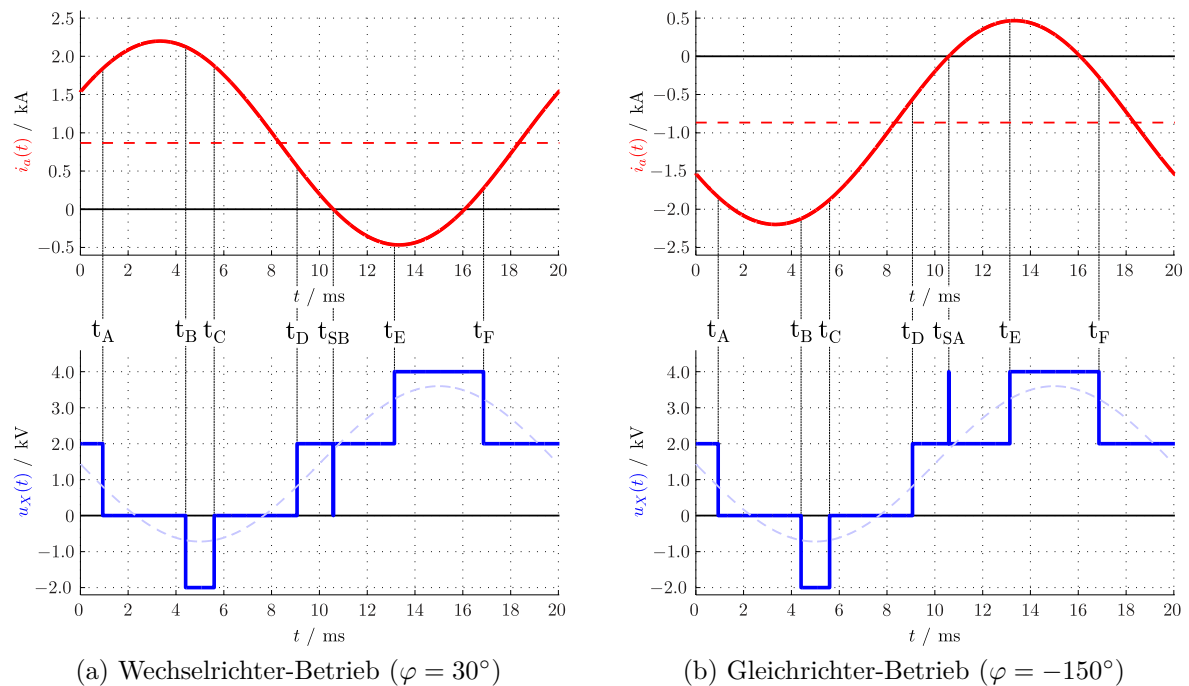 2.5
2.0
1.5
1.0
0.5
0
−0.5
i_a(t) / kA
0 2 4 6 8 10 12 14 16 18 20
t / ms
t_A t_B t_C t_D t_SB t_E t_F
4.0
3.0
2.0
1.0
0
−1.0
−2.0
u_X(t) / kV
0 2 4 6 8 10 12 14 16 18 20
t / ms
(a) Wechselrichter-Betrieb (φ = 30°)
0.5
0
−0.5
−1.0
−1.5
−2.0
−2.5
i_a(t) / kA
0 2 4 6 8 10 12 14 16 18 20
t / ms
t_A t_B t_C t_D t_SA t_E t_F
4.0
3.0
2.0
1.0
0
−1.0
−2.0
u_X(t) / kV
0 2 4 6 8 10 12 14 16 18 20
t / ms
(b) Gleichrichter-Betrieb (φ = −150°)